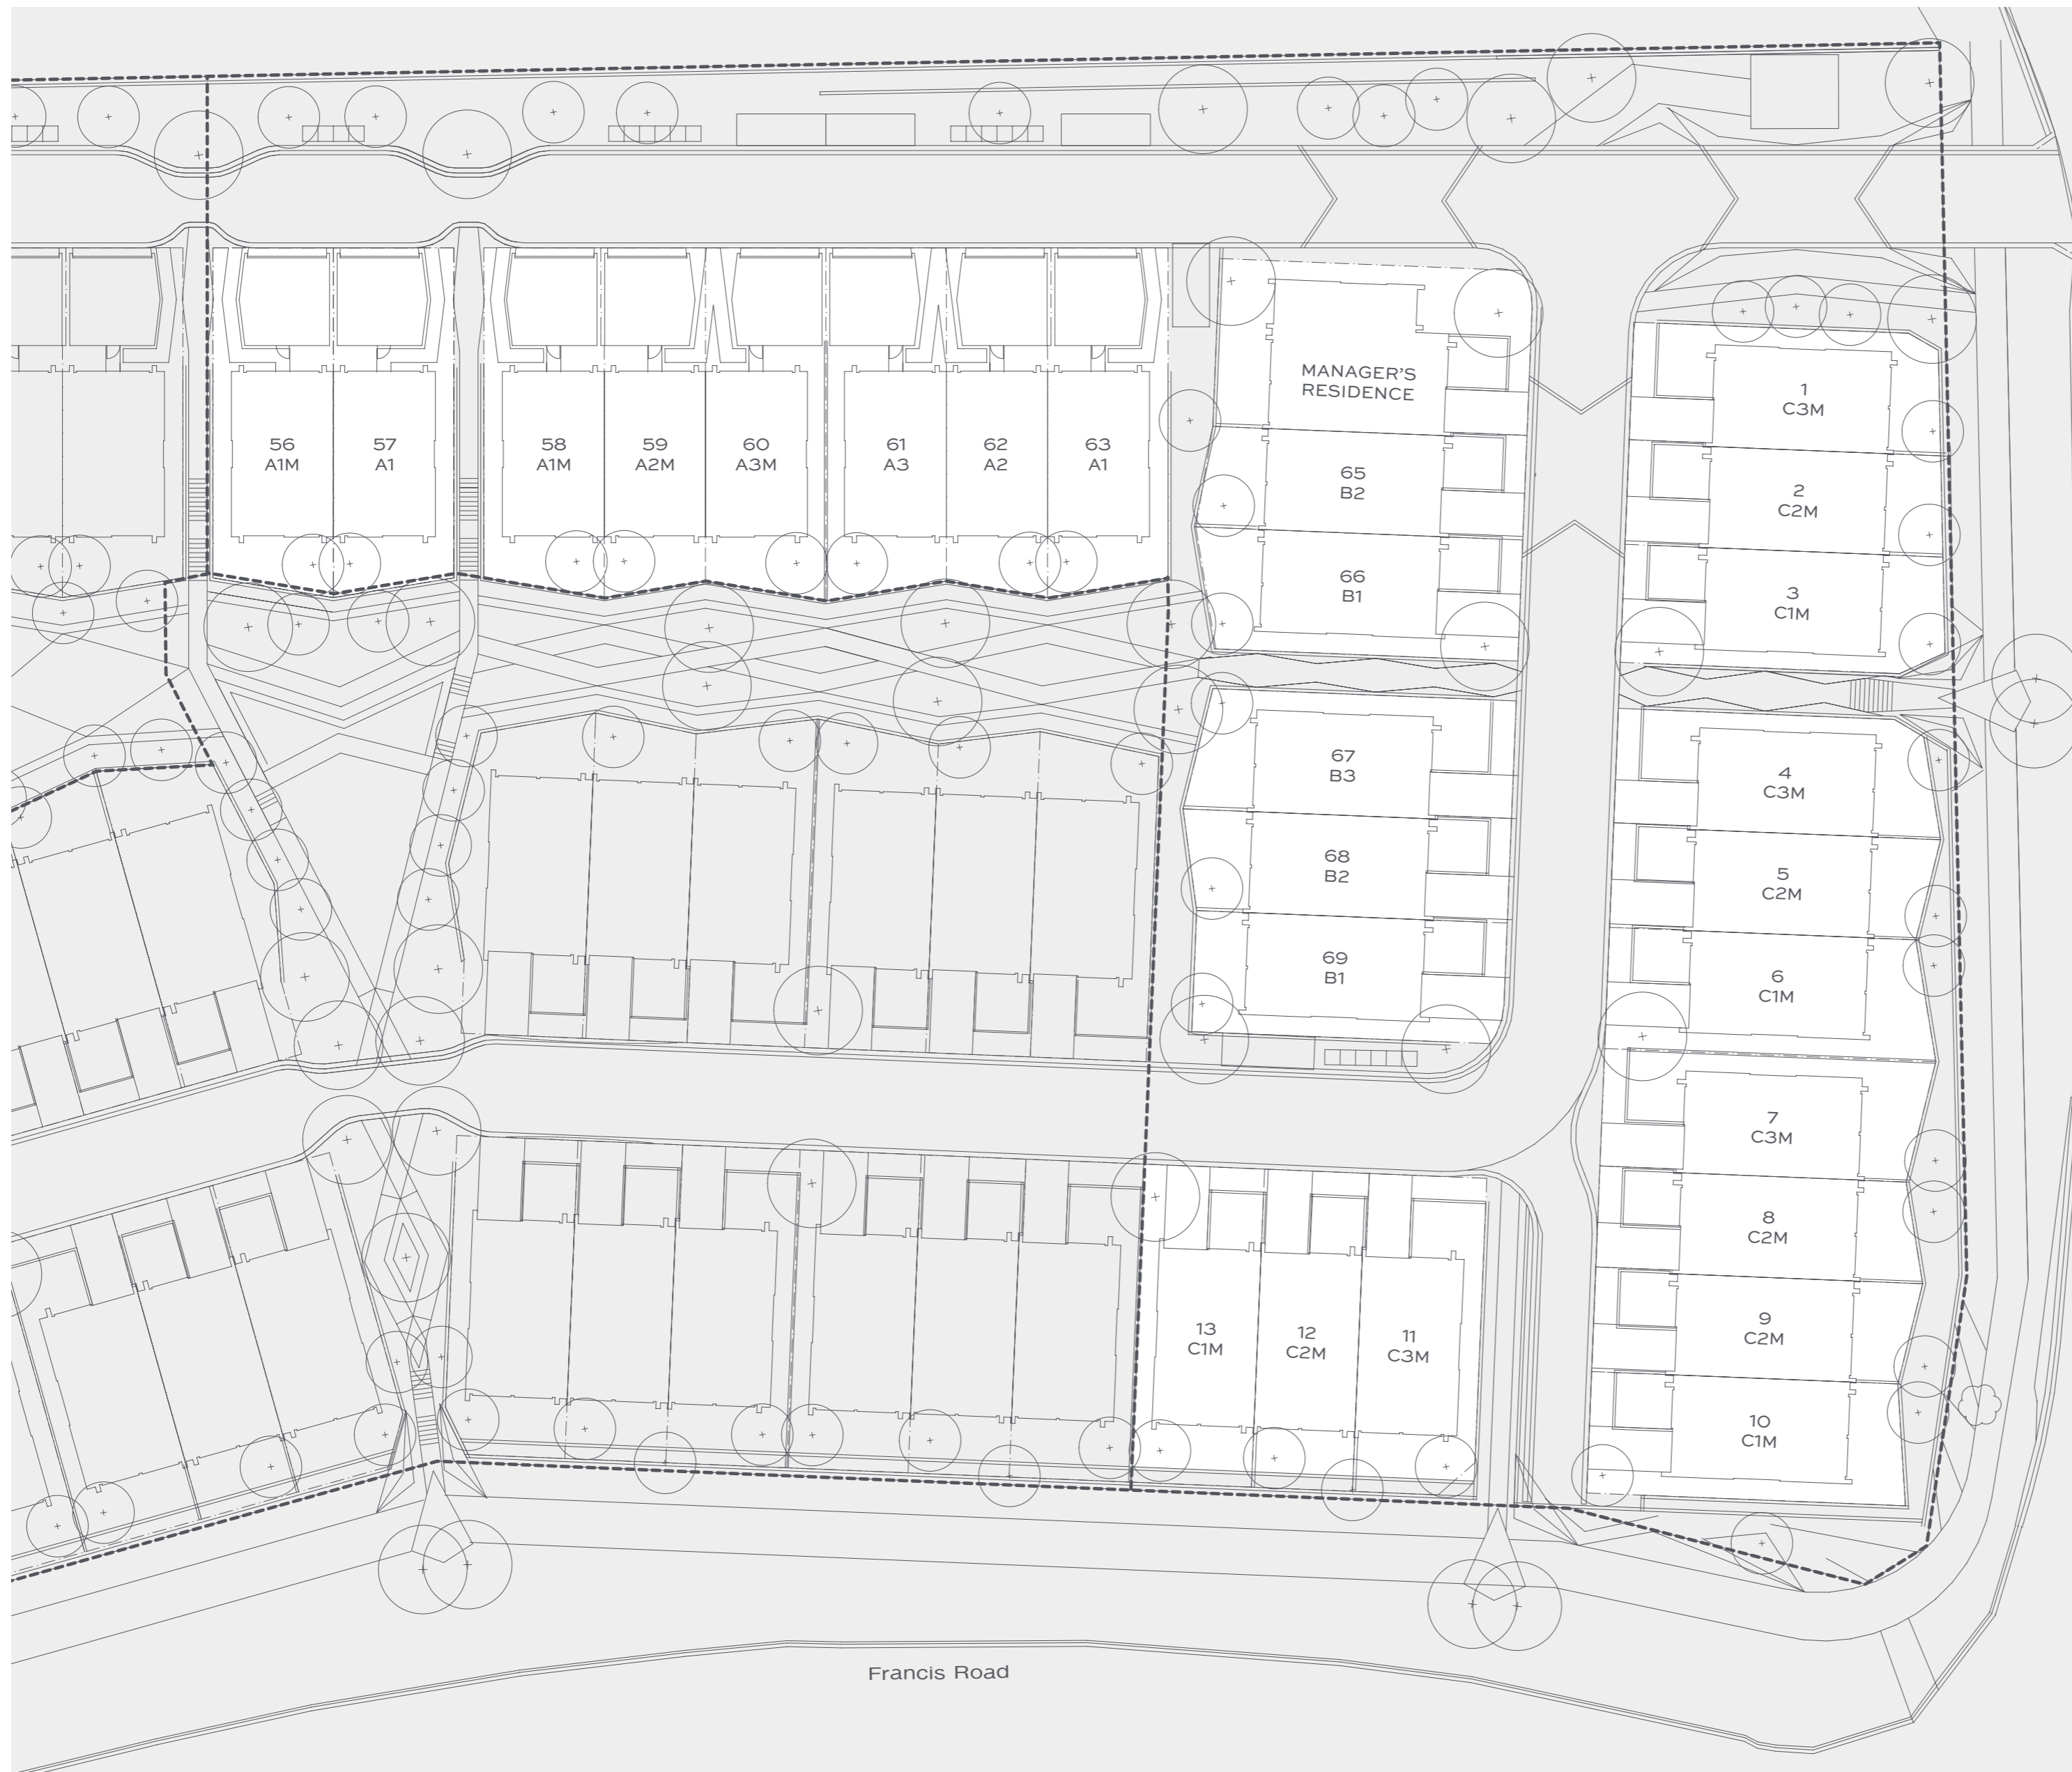 MANAGER'S
RESIDENCE
1
C3M
56
A1M
57
A1
58
A1M
59
A2M
60
A3M
61
A3
62
A2
63
A1
65
B2
2
C2M
66
B1
3
C1M
67
B3
4
C3M
68
B2
5
C2M
69
B1
6
C1M
7
C3M
8
C2M
13
C1M
12
C2M
11
C3M
9
C2M
10
C1M
Francis Road